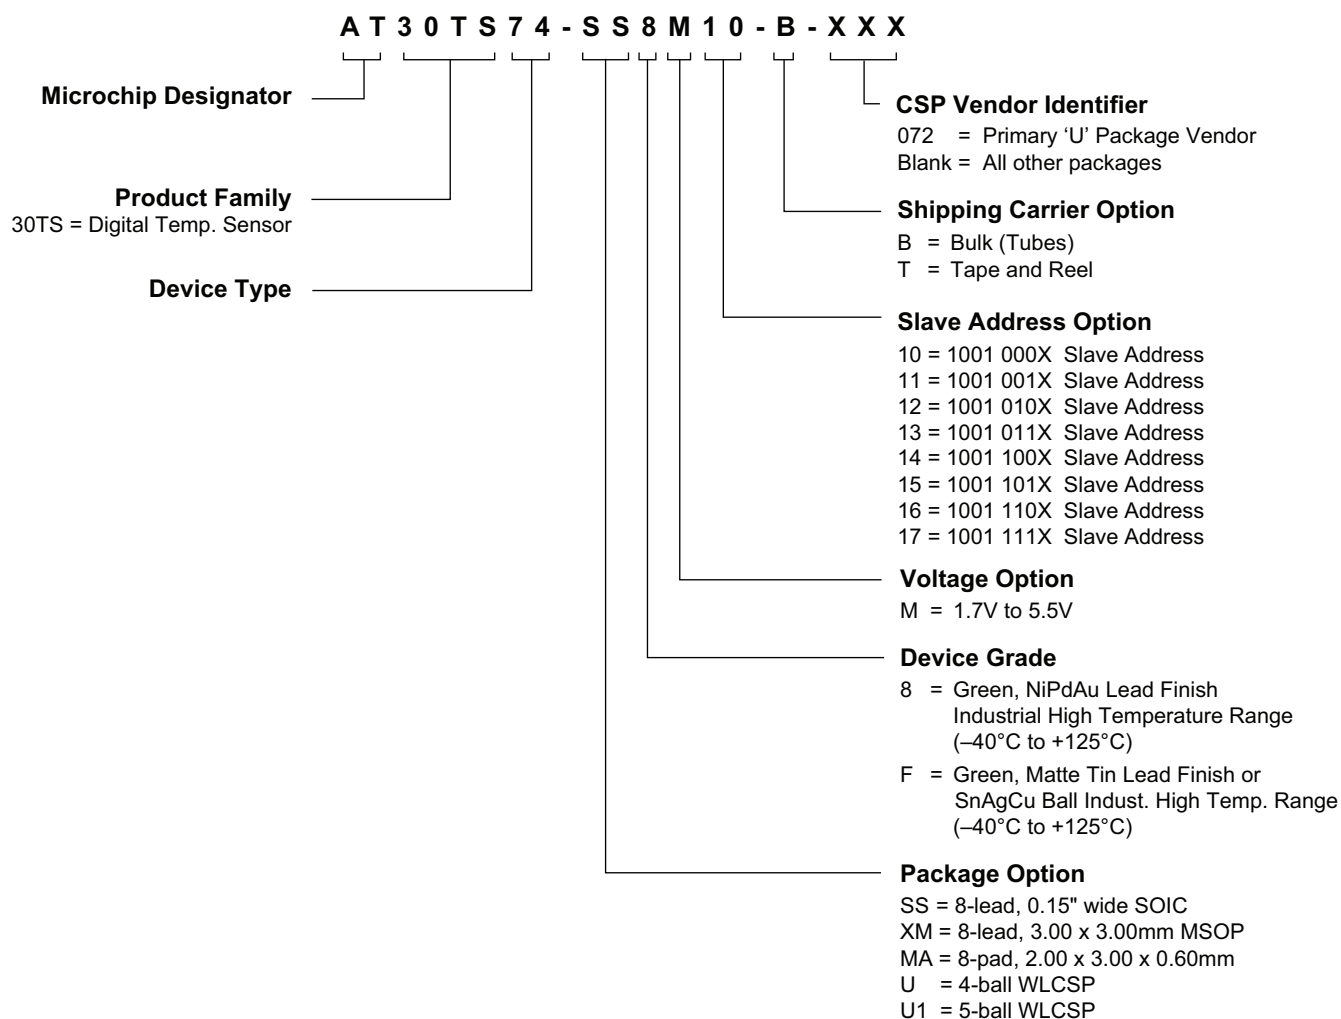 AT30TS74-SS8M10-B-XXX
Microchip Designator
Product Family
30TS = Digital Temp. Sensor
Device Type
CSP Vendor Identifier
072 = Primary ‘U’ Package Vendor
Blank = All other packages
Shipping Carrier Option
B = Bulk (Tubes)
T = Tape and Reel
Slave Address Option
10 = 1001 000X Slave Address
11 = 1001 001X Slave Address
12 = 1001 010X Slave Address
13 = 1001 011X Slave Address
14 = 1001 100X Slave Address
15 = 1001 101X Slave Address
16 = 1001 110X Slave Address
17 = 1001 111X Slave Address
Voltage Option
M = 1.7V to 5.5V
Device Grade
8 = Green, NiPdAu Lead Finish
Industrial High Temperature Range
(–40°C to +125°C)
F = Green, Matte Tin Lead Finish or
SnAgCu Ball Indust. High Temp. Range
(–40°C to +125°C)
Package Option
SS = 8-lead, 0.15" wide SOIC
XM = 8-lead, 3.00 x 3.00mm MSOP
MA = 8-pad, 2.00 x 3.00 x 0.60mm
U = 4-ball WLCSP
U1 = 5-ball WLCSP